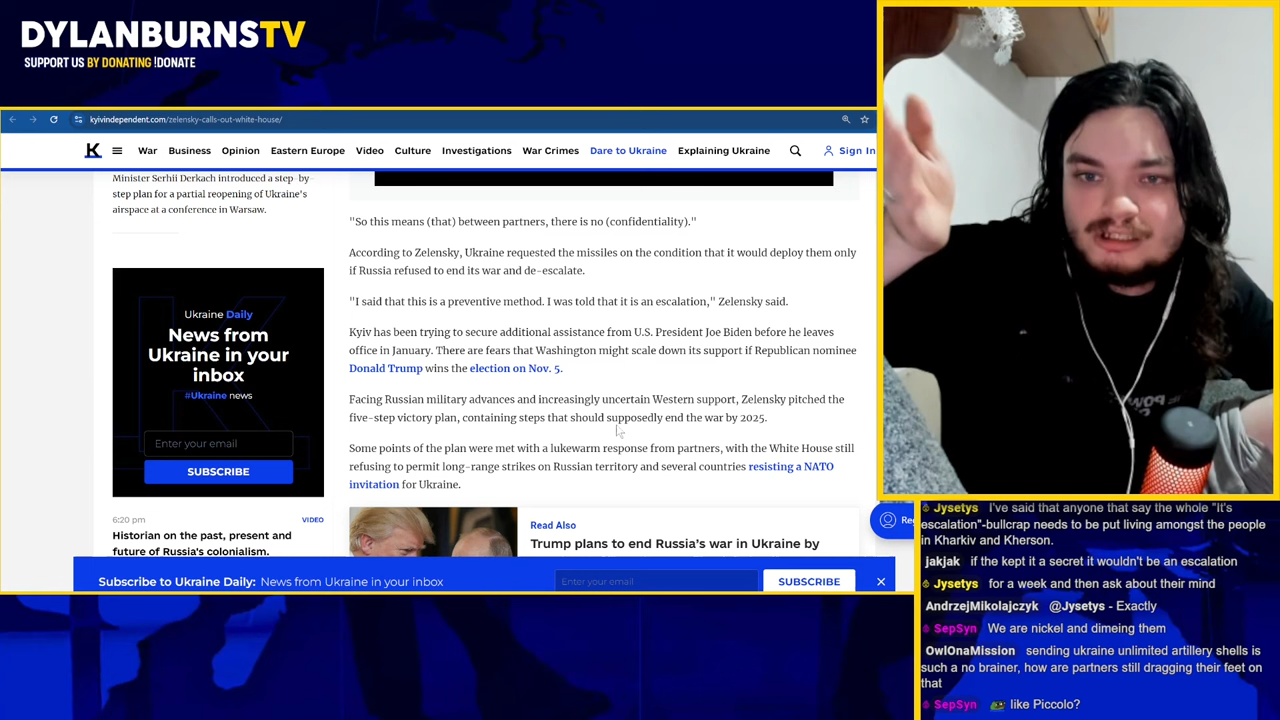 DYLANBURNSTV
SUPPORT US BY DONATING !DONATE
kyivindependent.com/zelensky-calls-out-white-house/
K
War
Business
Opinion
Eastern Europe
Video
Culture
Investigations
War Crimes
Dare to Ukraine
Explaining Ukraine
Sign In
Minister Serhii Derkach introduced a step-by-
step plan for a partial reopening of Ukraine's
airspace at a conference in Warsaw.
Ukraine Daily
News from
Ukraine in your
inbox
#Ukraine news
Enter your email
SUBSCRIBE
6:20 pm
VIDEO
Historian on the past, present and
future of Russia's colonialism.
"So this means (that) between partners, there is no (confidentiality)."
According to Zelensky, Ukraine requested the missiles on the condition that it would deploy them only
if Russia refused to end its war and de-escalate.
"I said that this is a preventive method. I was told that it is an escalation," Zelensky said.
Kyiv has been trying to secure additional assistance from U.S. President Joe Biden before he leaves
office in January. There are fears that Washington might scale down its support if Republican nominee
Donald Trump wins the election on Nov. 5.
Facing Russian military advances and increasingly uncertain Western support, Zelensky pitched the
five-step victory plan, containing steps that should supposedly end the war by 2025.
Some points of the plan were met with a lukewarm response from partners, with the White House still
refusing to permit long-range strikes on Russian territory and several countries resisting a NATO
invitation for Ukraine.
Read Also
Trump plans to end Russia's war in Ukraine by
Subscribe to Ukraine Daily: News from Ukraine in your inbox
Enter your email
SUBSCRIBE
Jysetys I've said that anyone that say the whole "It's
escalation"-bullcrap needs to be put living amongst the people
in Kharkiv and Kherson.
jakjak if the kept it a secret it wouldn't be an escalation
Jysetys for a week and then ask about their mind
AndrzejMikolajczyk @Jysetys - Exactly
SepSyn We are nickel and dimeing them
OwlOnaMission sending ukraine unlimited artillery shells is
such a no brainer, how are partners still dragging their feet on
that
SepSyn like Piccolo?